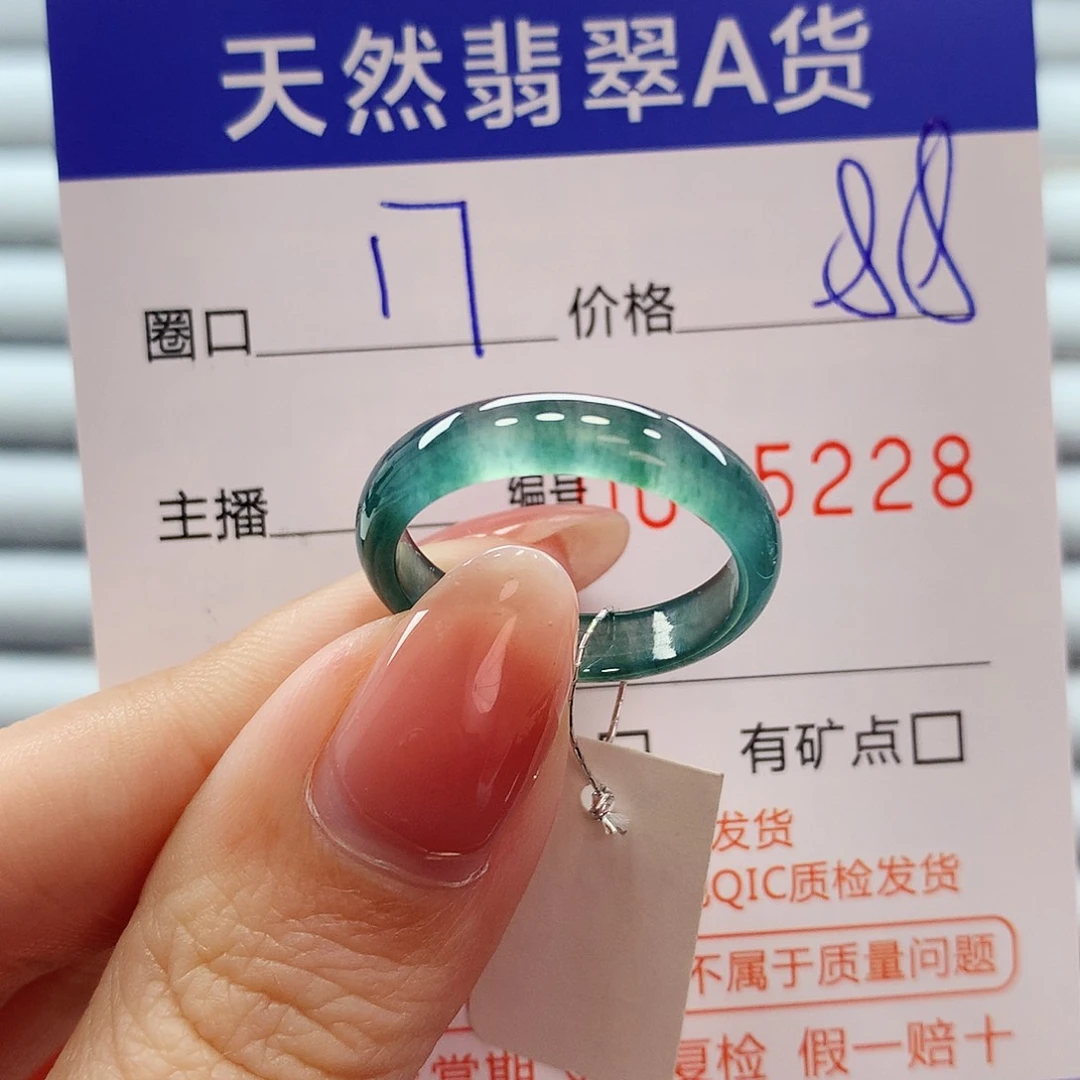 天然翡翠A货
圈口 17 价格 88
主播 编号 5228
有矿点□
发货
QIC质检发货
不属于质量问题
复检 假一赔十